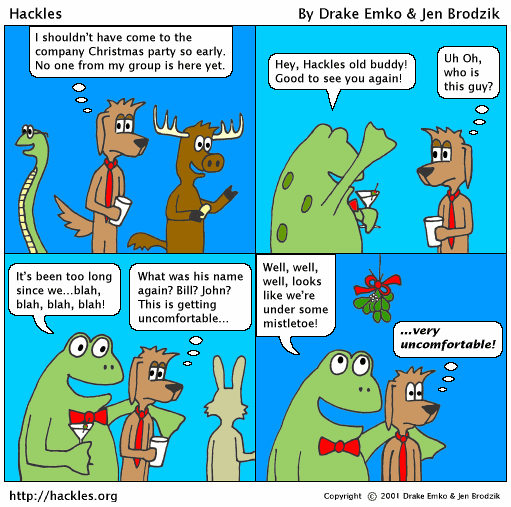 Hackles
By Drake Emko & Jen Brodzik
I shouldn't have come to the
company Christmas party so early.
No one from my group is here yet.
Hey, Hackles old buddy!
Good to see you again!
Uh Oh,
who is
this guy?
It's been too long
since we...blah,
blah, blah, blah!
What was his name
again? Bill? John?
This is getting
uncomfortable...
Well, well,
well, looks
like we're
under some
mistletoe!
...very
uncomfortable!
http://hackles.org
Copyright © 2001 Drake Emko & Jen Brodzik